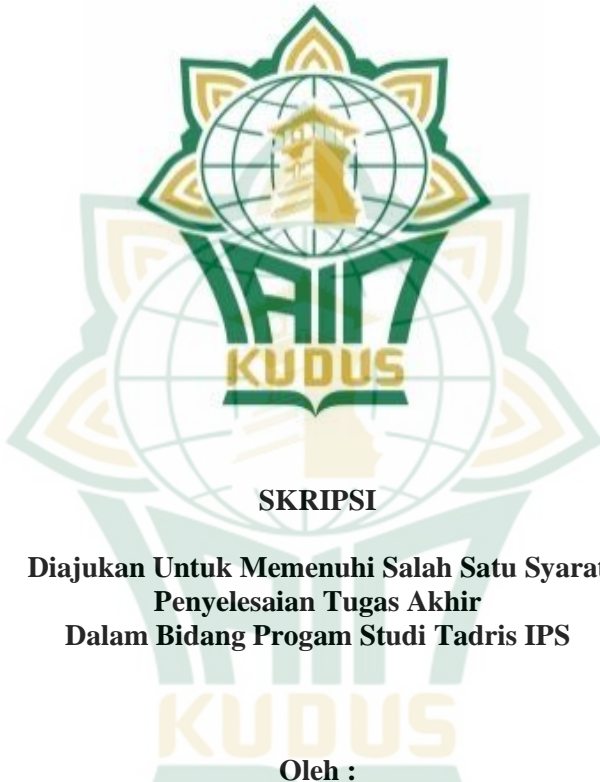 IAIN
KUDUS
SKRIPSI
Diajukan Untuk Memenuhi Salah Satu Syarat
Penyelesaian Tugas Akhir
Dalam Bidang Progam Studi Tadris IPS
KUDUS
Oleh :